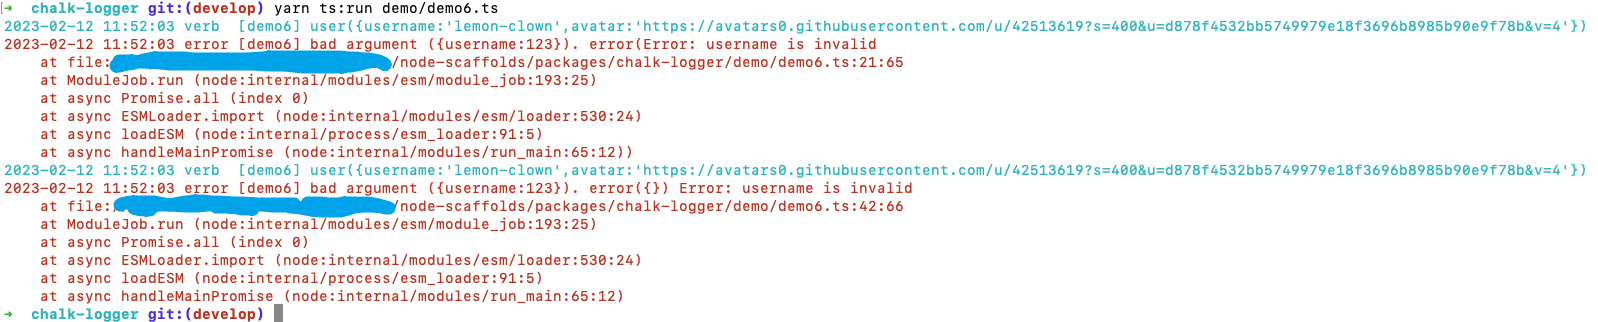 ➜  chalk-logger git:(develop) yarn ts:run demo/demo6.ts
2023-02-12 11:52:03 verb  [demo6] user({username:'lemon-clown',avatar:'https://avatars0.githubusercontent.com/u/42513619?s=400&u=d878f4532bb5749979e18f3696b8985b90e9f78b&v=4'})
2023-02-12 11:52:03 error [demo6] bad argument ({username:123}). error(Error: username is invalid
    at file:/node-scaffolds/packages/chalk-logger/demo/demo6.ts:21:65
    at ModuleJob.run (node:internal/modules/esm/module_job:193:25)
    at async Promise.all (index 0)
    at async ESMLoader.import (node:internal/modules/esm/loader:530:24)
    at async loadESM (node:internal/process/esm_loader:91:5)
    at async handleMainPromise (node:internal/modules/run_main:65:12))
2023-02-12 11:52:03 verb  [demo6] user({username:'lemon-clown',avatar:'https://avatars0.githubusercontent.com/u/42513619?s=400&u=d878f4532bb5749979e18f3696b8985b90e9f78b&v=4'})
2023-02-12 11:52:03 error [demo6] bad argument ({username:123}). error({}) Error: username is invalid
    at file:/node-scaffolds/packages/chalk-logger/demo/demo6.ts:42:66
    at ModuleJob.run (node:internal/modules/esm/module_job:193:25)
    at async Promise.all (index 0)
    at async ESMLoader.import (node:internal/modules/esm/loader:530:24)
    at async loadESM (node:internal/process/esm_loader:91:5)
    at async handleMainPromise (node:internal/modules/run_main:65:12)
➜  chalk-logger git:(develop)